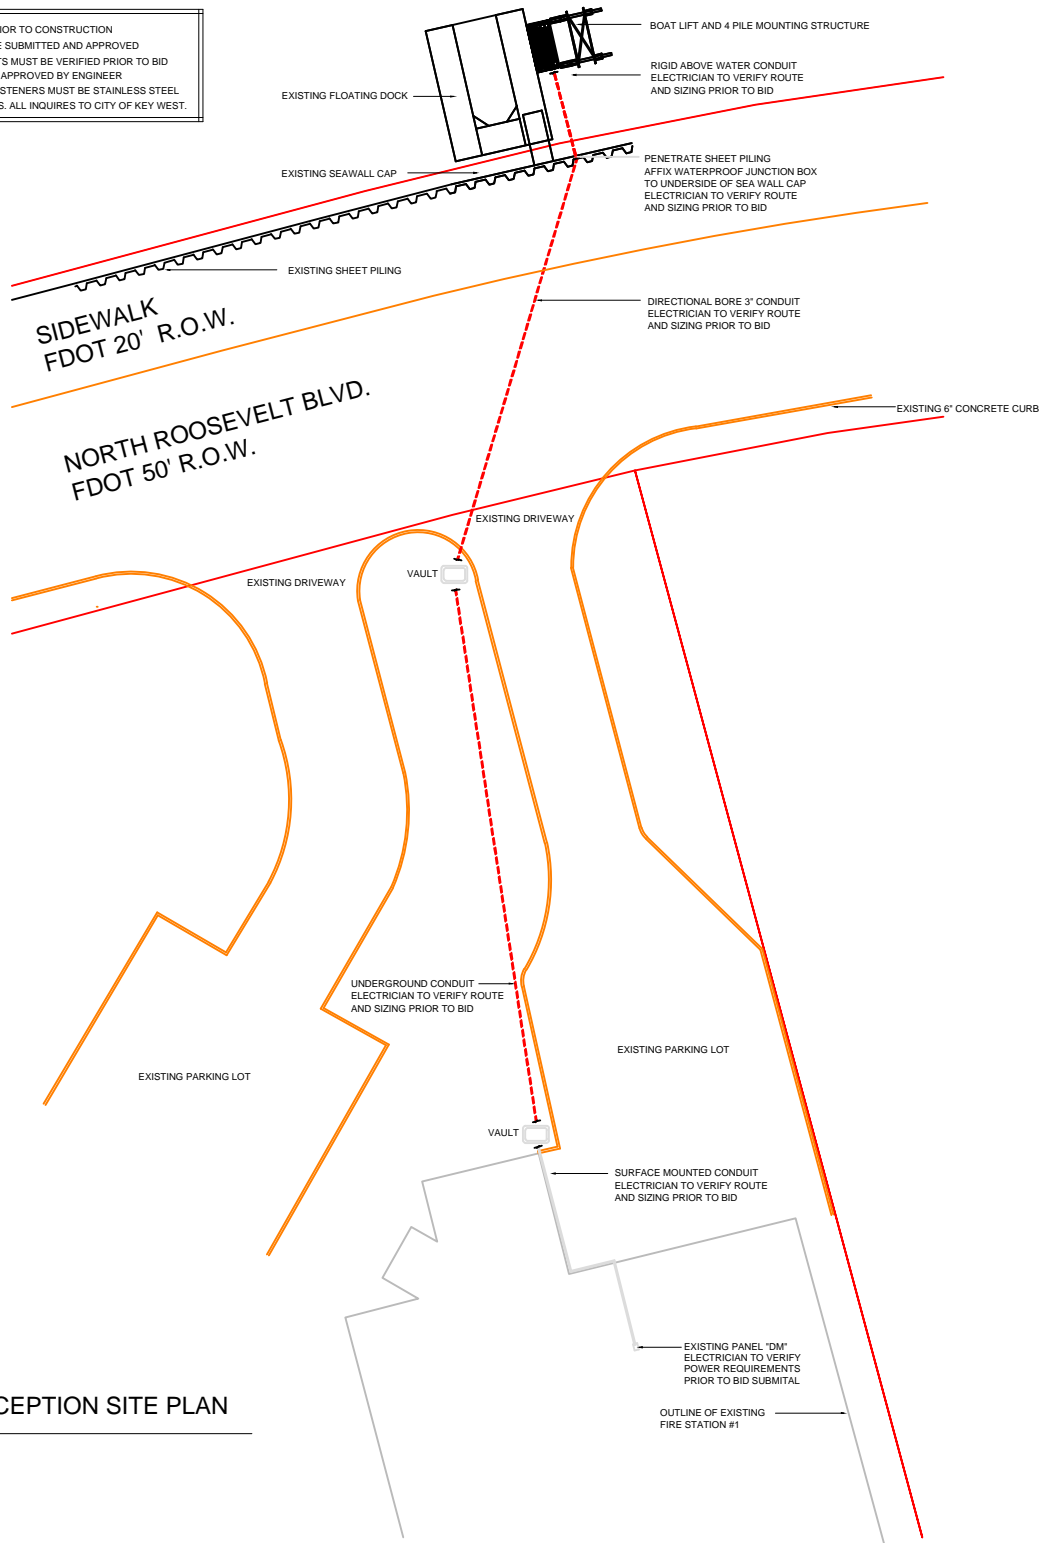 IOR TO CONSTRUCTION
E SUBMITTED AND APPROVED
TS MUST BE VERIFIED PRIOR TO BID
APPROVED BY ENGINEER
STENERS MUST BE STAINLESS STEEL
S. ALL INQUIRES TO CITY OF KEY WEST.
BOAT LIFT AND 4 PILE MOUNTING STRUCTURE
RIGID ABOVE WATER CONDUIT
ELECTRICIAN TO VERIFY ROUTE
AND SIZING PRIOR TO BID
EXISTING FLOATING DOCK
PENETRATE SHEET PILING
AFFIX WATERPROOF JUNCTION BOX
TO UNDERSIDE OF SEA WALL CAP
ELECTRICIAN TO VERIFY ROUTE
AND SIZING PRIOR TO BID
EXISTING SEAWALL CAP
EXISTING SHEET PILING
SIDEWALK
FDOT 20' R.O.W.
DIRECTIONAL BORE 3" CONDUIT
ELECTRICIAN TO VERIFY ROUTE
AND SIZING PRIOR TO BID
NORTH ROOSEVELT BLVD.
FDOT 50' R.O.W.
EXISTING 6" CONCRETE CURB
EXISTING DRIVEWAY
VAULT
EXISTING DRIVEWAY
UNDERGROUND CONDUIT
ELECTRICIAN TO VERIFY ROUTE
AND SIZING PRIOR TO BID
EXISTING PARKING LOT
EXISTING PARKING LOT
VAULT
SURFACE MOUNTED CONDUIT
ELECTRICIAN TO VERIFY ROUTE
AND SIZING PRIOR TO BID
EXISTING PANEL "DM"
ELECTRICIAN TO VERIFY
POWER REQUIREMENTS
PRIOR TO BID SUBMITAL
OUTLINE OF EXISTING
FIRE STATION #1
CEPTION SITE PLAN